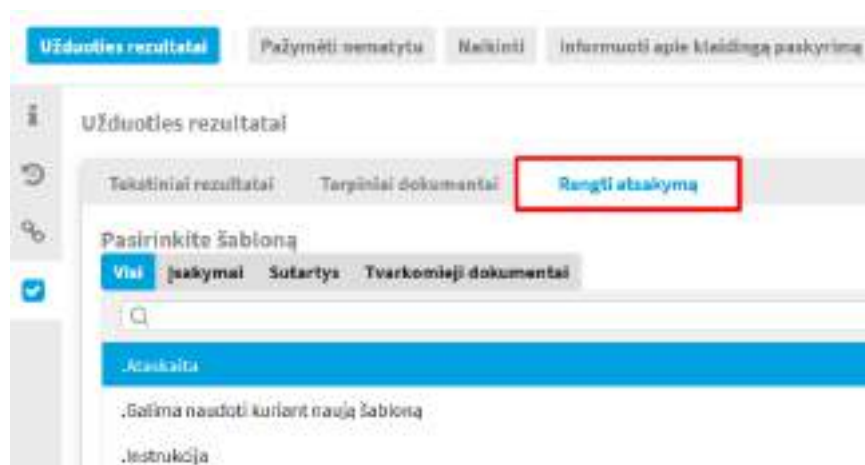 Užduoties rezultatai Pažymėti nematytu Naikinti Informuoti apie klaidingą paskyrimą
Užduoties rezultatai
Tekstiniai rezultatai Tarpiniai dokumentai Rengti atsakymą
Pasirinkite šabloną
Visi Įsakymai Sutartys Tvarkomieji dokumentai
.Ataskaita
.Galima naudoti kuriant naują šabloną
.Instrukcija